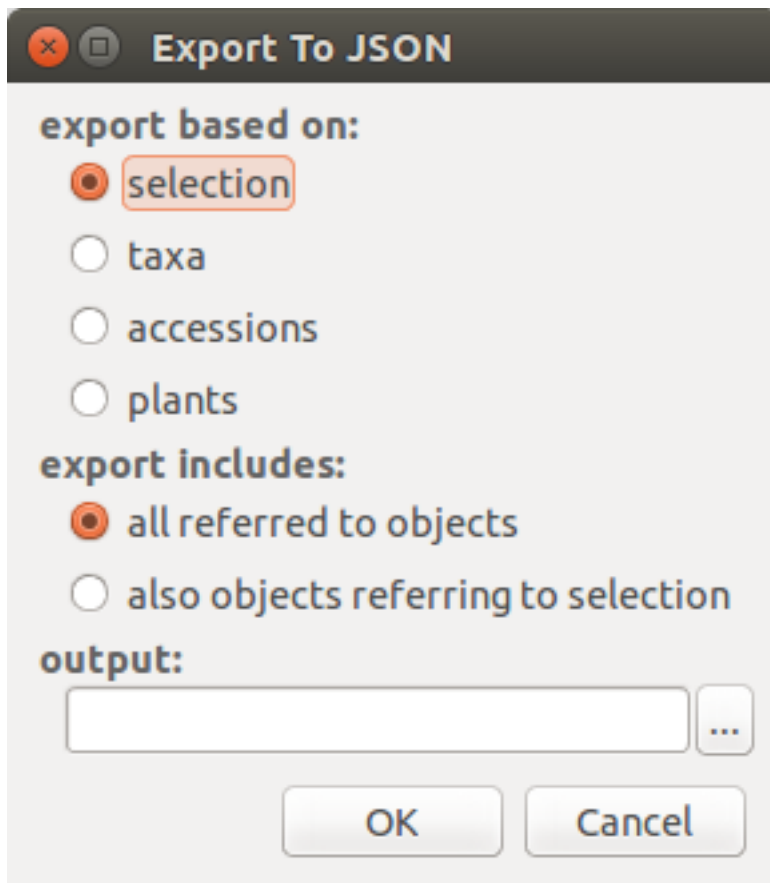 Export To JSON
export based on:
selection
taxa
accessions
plants
export includes:
all referred to objects
also objects referring to selection
output:
...
OK Cancel